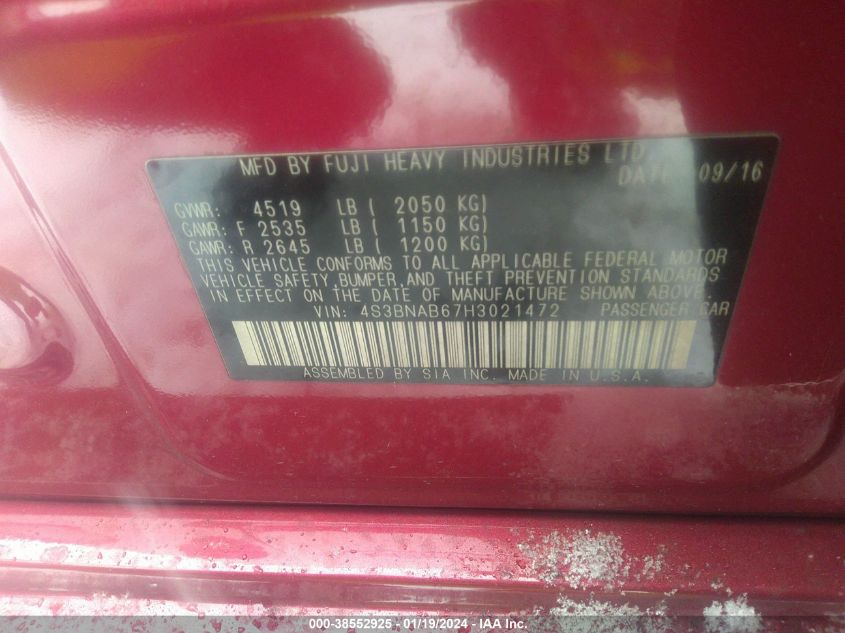 MFD BY FUJI HEAVY INDUSTRIES LTD.
DATE 09/16
GVWR: 4519 LB ( 2050 KG)
GAWR: F 2535 LB ( 1150 KG)
GAWR: R 2645 LB ( 1200 KG)
THIS VEHICLE CONFORMS TO ALL APPLICABLE FEDERAL MOTOR
VEHICLE SAFETY,BUMPER,AND THEFT PREVENTION STANDARDS
IN EFFECT ON THE DATE OF MANUFACTURE SHOWN ABOVE.
VIN: 4S3BNAB67H3021472 PASSENGER CAR
ASSEMBLED BY SIA INC. MADE IN U.S.A.
000-38552925 - 01/19/2024 - IAA Inc.